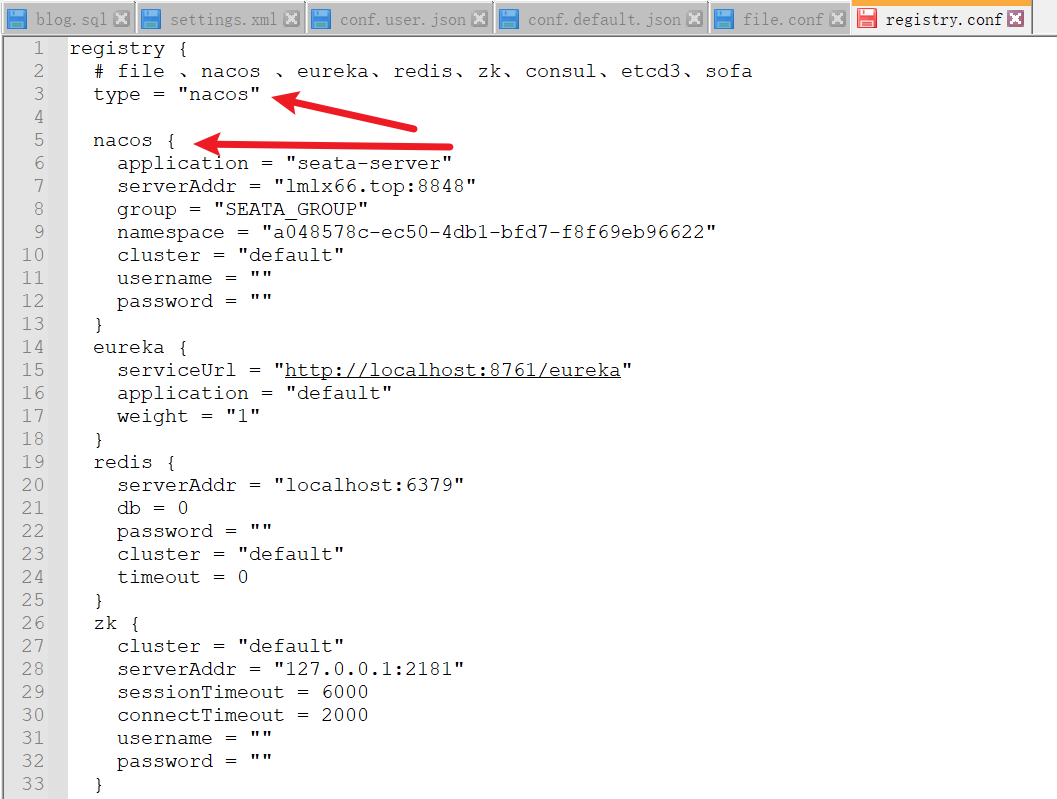 blog.sql settings.xml conf.user.json conf.default.json file.conf registry.conf
1 registry {
2 # file 、nacos 、eureka、redis、zk、consul、etcd3、sofa
3 type = "nacos"
4
5 nacos {
6 application = "seata-server"
7 serverAddr = "lmlx66.top:8848"
8 group = "SEATA_GROUP"
9 namespace = "a048578c-ec50-4db1-bfd7-f8f69eb96622"
10 cluster = "default"
11 username = ""
12 password = ""
13 }
14 eureka {
15 serviceUrl = "http://localhost:8761/eureka"
16 application = "default"
17 weight = "1"
18 }
19 redis {
20 serverAddr = "localhost:6379"
21 db = 0
22 password = ""
23 cluster = "default"
24 timeout = 0
25 }
26 zk {
27 cluster = "default"
28 serverAddr = "127.0.0.1:2181"
29 sessionTimeout = 6000
30 connectTimeout = 2000
31 username = ""
32 password = ""
33 }